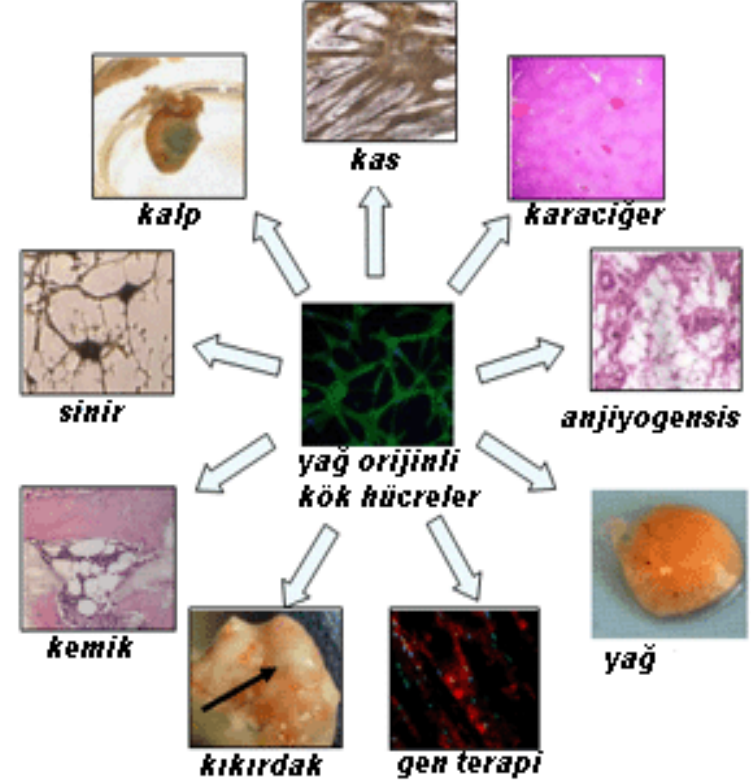 kas
kalp
karaciğer
sinir
anjiyogensis
yağ orijinli
kök hücreler
kemik
yağ
kıkırdak
gen terapi